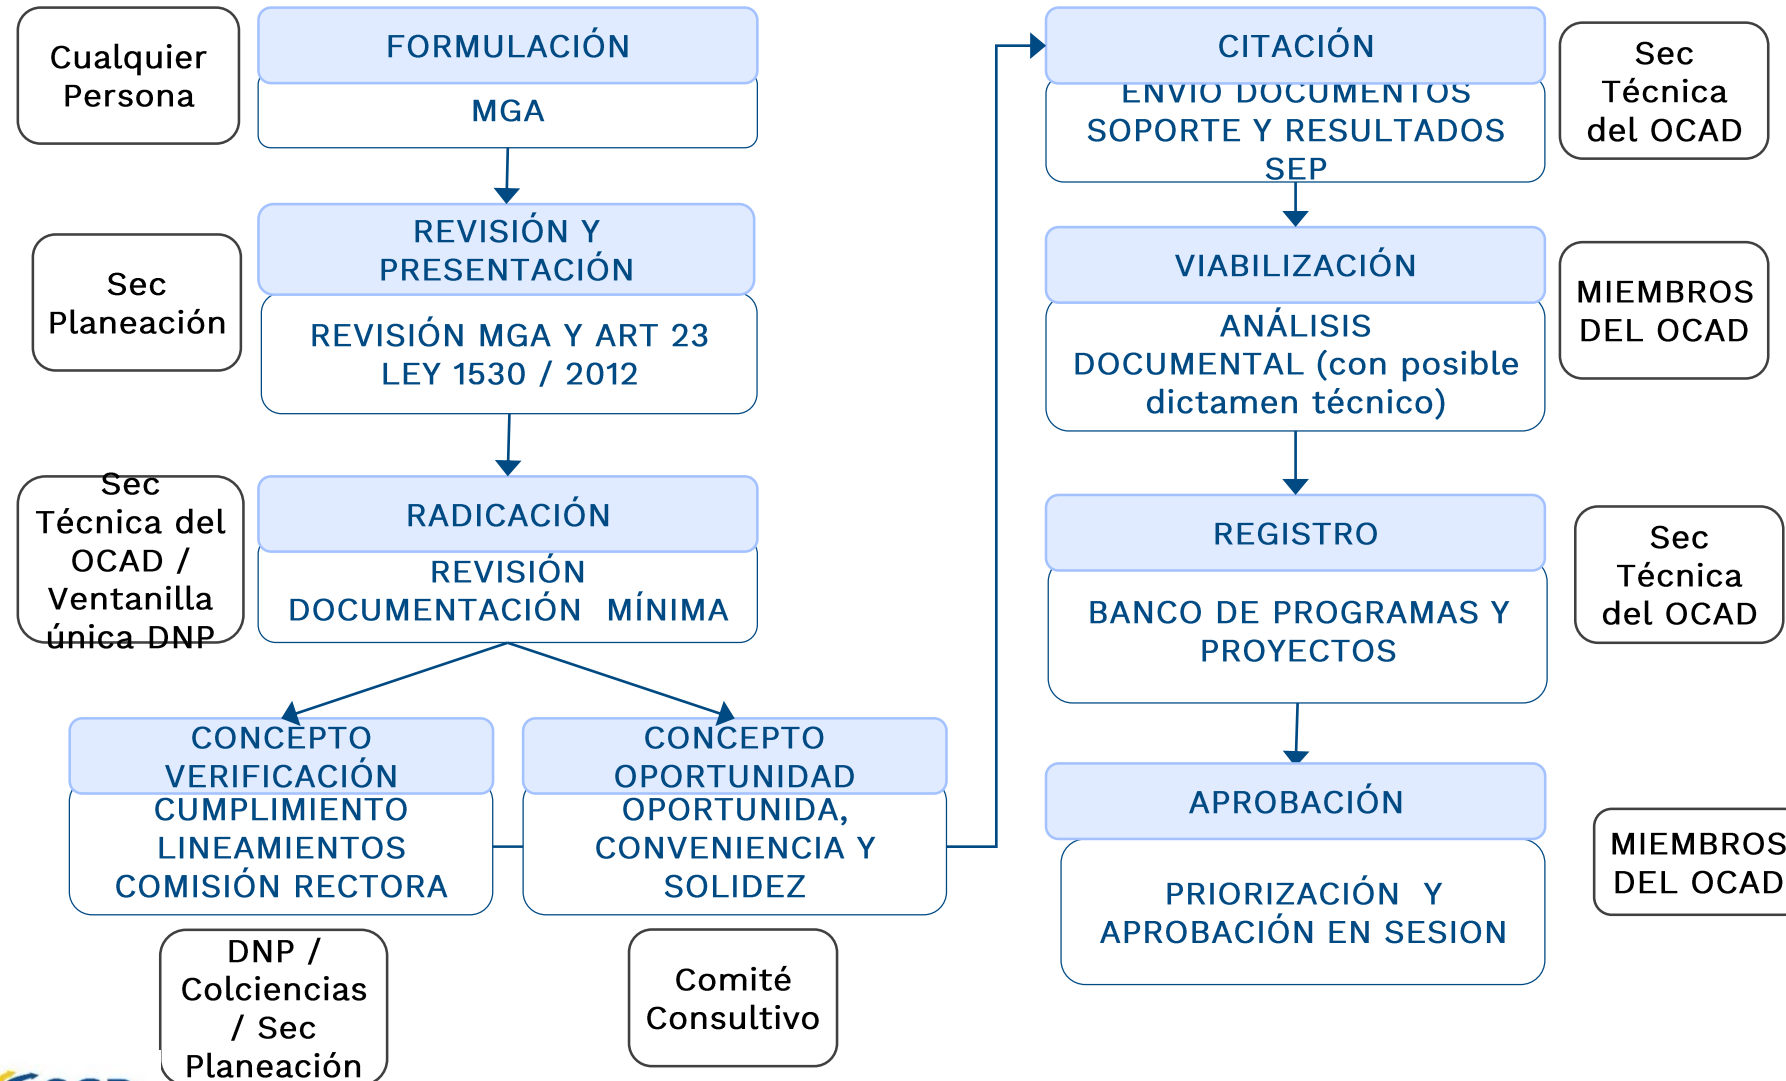 Cualquier
Persona
FORMULACIÓN
MGA
Sec
Planeación
REVISIÓN Y
PRESENTACIÓN
REVISIÓN MGA Y ART 23
LEY 1530 / 2012
Sec
Técnica del
OCAD /
Ventanilla
única DNP
RADICACIÓN
REVISIÓN
DOCUMENTACIÓN MÍNIMA
CONCEPTO
VERIFICACIÓN
CUMPLIMIENTO
LINEAMIENTOS
COMISIÓN RECTORA
DNP /
Colciencias
/ Sec
Planeación
CONCEPTO
OPORTUNIDAD
OPORTUNIDA,
CONVENIENCIA Y
SOLIDEZ
Comité
Consultivo
CITACIÓN
ENVIO DOCUMENTOS
SOPORTE Y RESULTADOS
SEP
Sec
Técnica
del OCAD
VIABILIZACIÓN
ANÁLISIS
DOCUMENTAL (con posible
dictamen técnico)
MIEMBROS
DEL OCAD
REGISTRO
BANCO DE PROGRAMAS Y
PROYECTOS
Sec
Técnica
del OCAD
APROBACIÓN
PRIORIZACIÓN Y
APROBACIÓN EN SESION
MIEMBROS
DEL OCAD